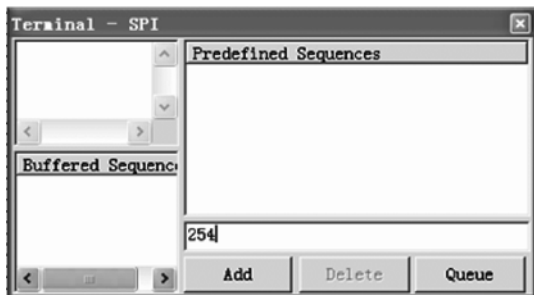 Terminal - SPI
Predefined Sequences
Buffered Sequenc
254
Add
Delete
Queue